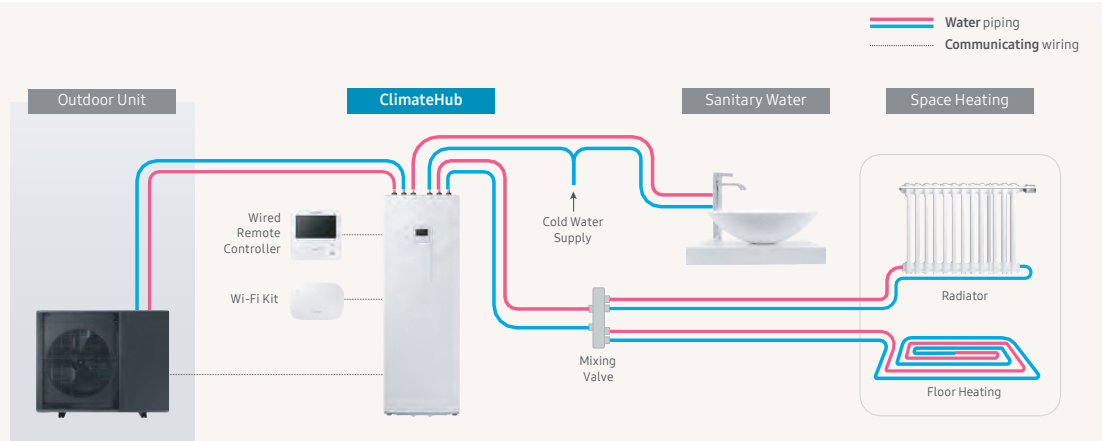 Water piping
Communicating wiring
Outdoor Unit
ClimateHub
Sanitary Water
Space Heating
Wired
Remote
Controller
Wi-Fi Kit
Cold Water
Supply
Mixing
Valve
Radiator
Floor Heating